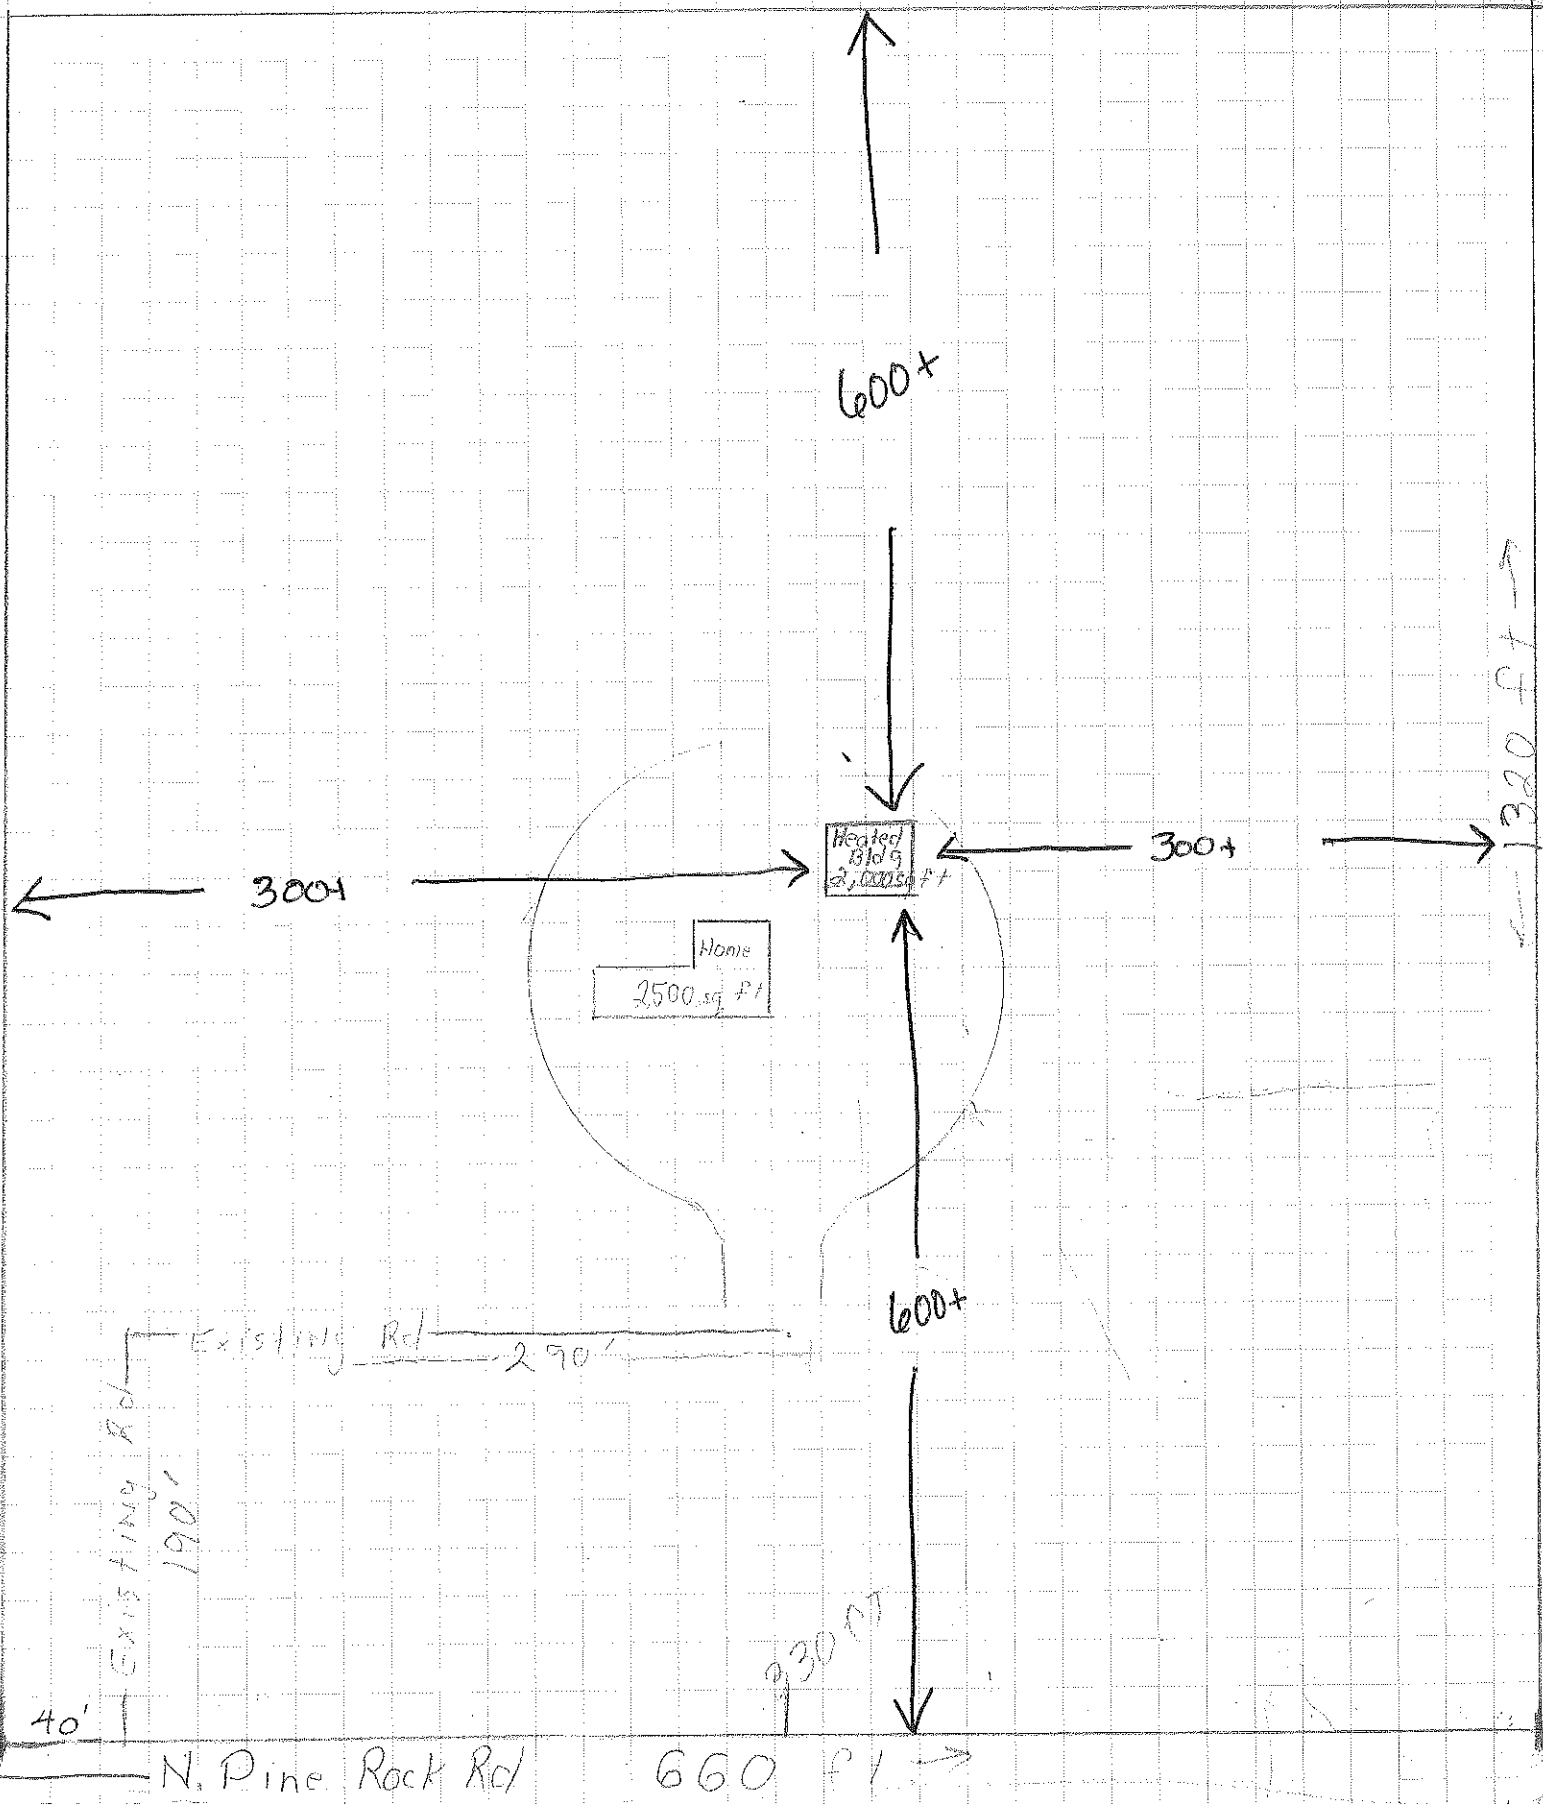 600+
1320 ft
Heated
Bldg
2,000 sq ft
300+
300+
Home
2500 sq ft
600+
Existing Rd
290'
Existing Rd
190'
330 FT
40'
N. Pine Rock Rd 660 ft